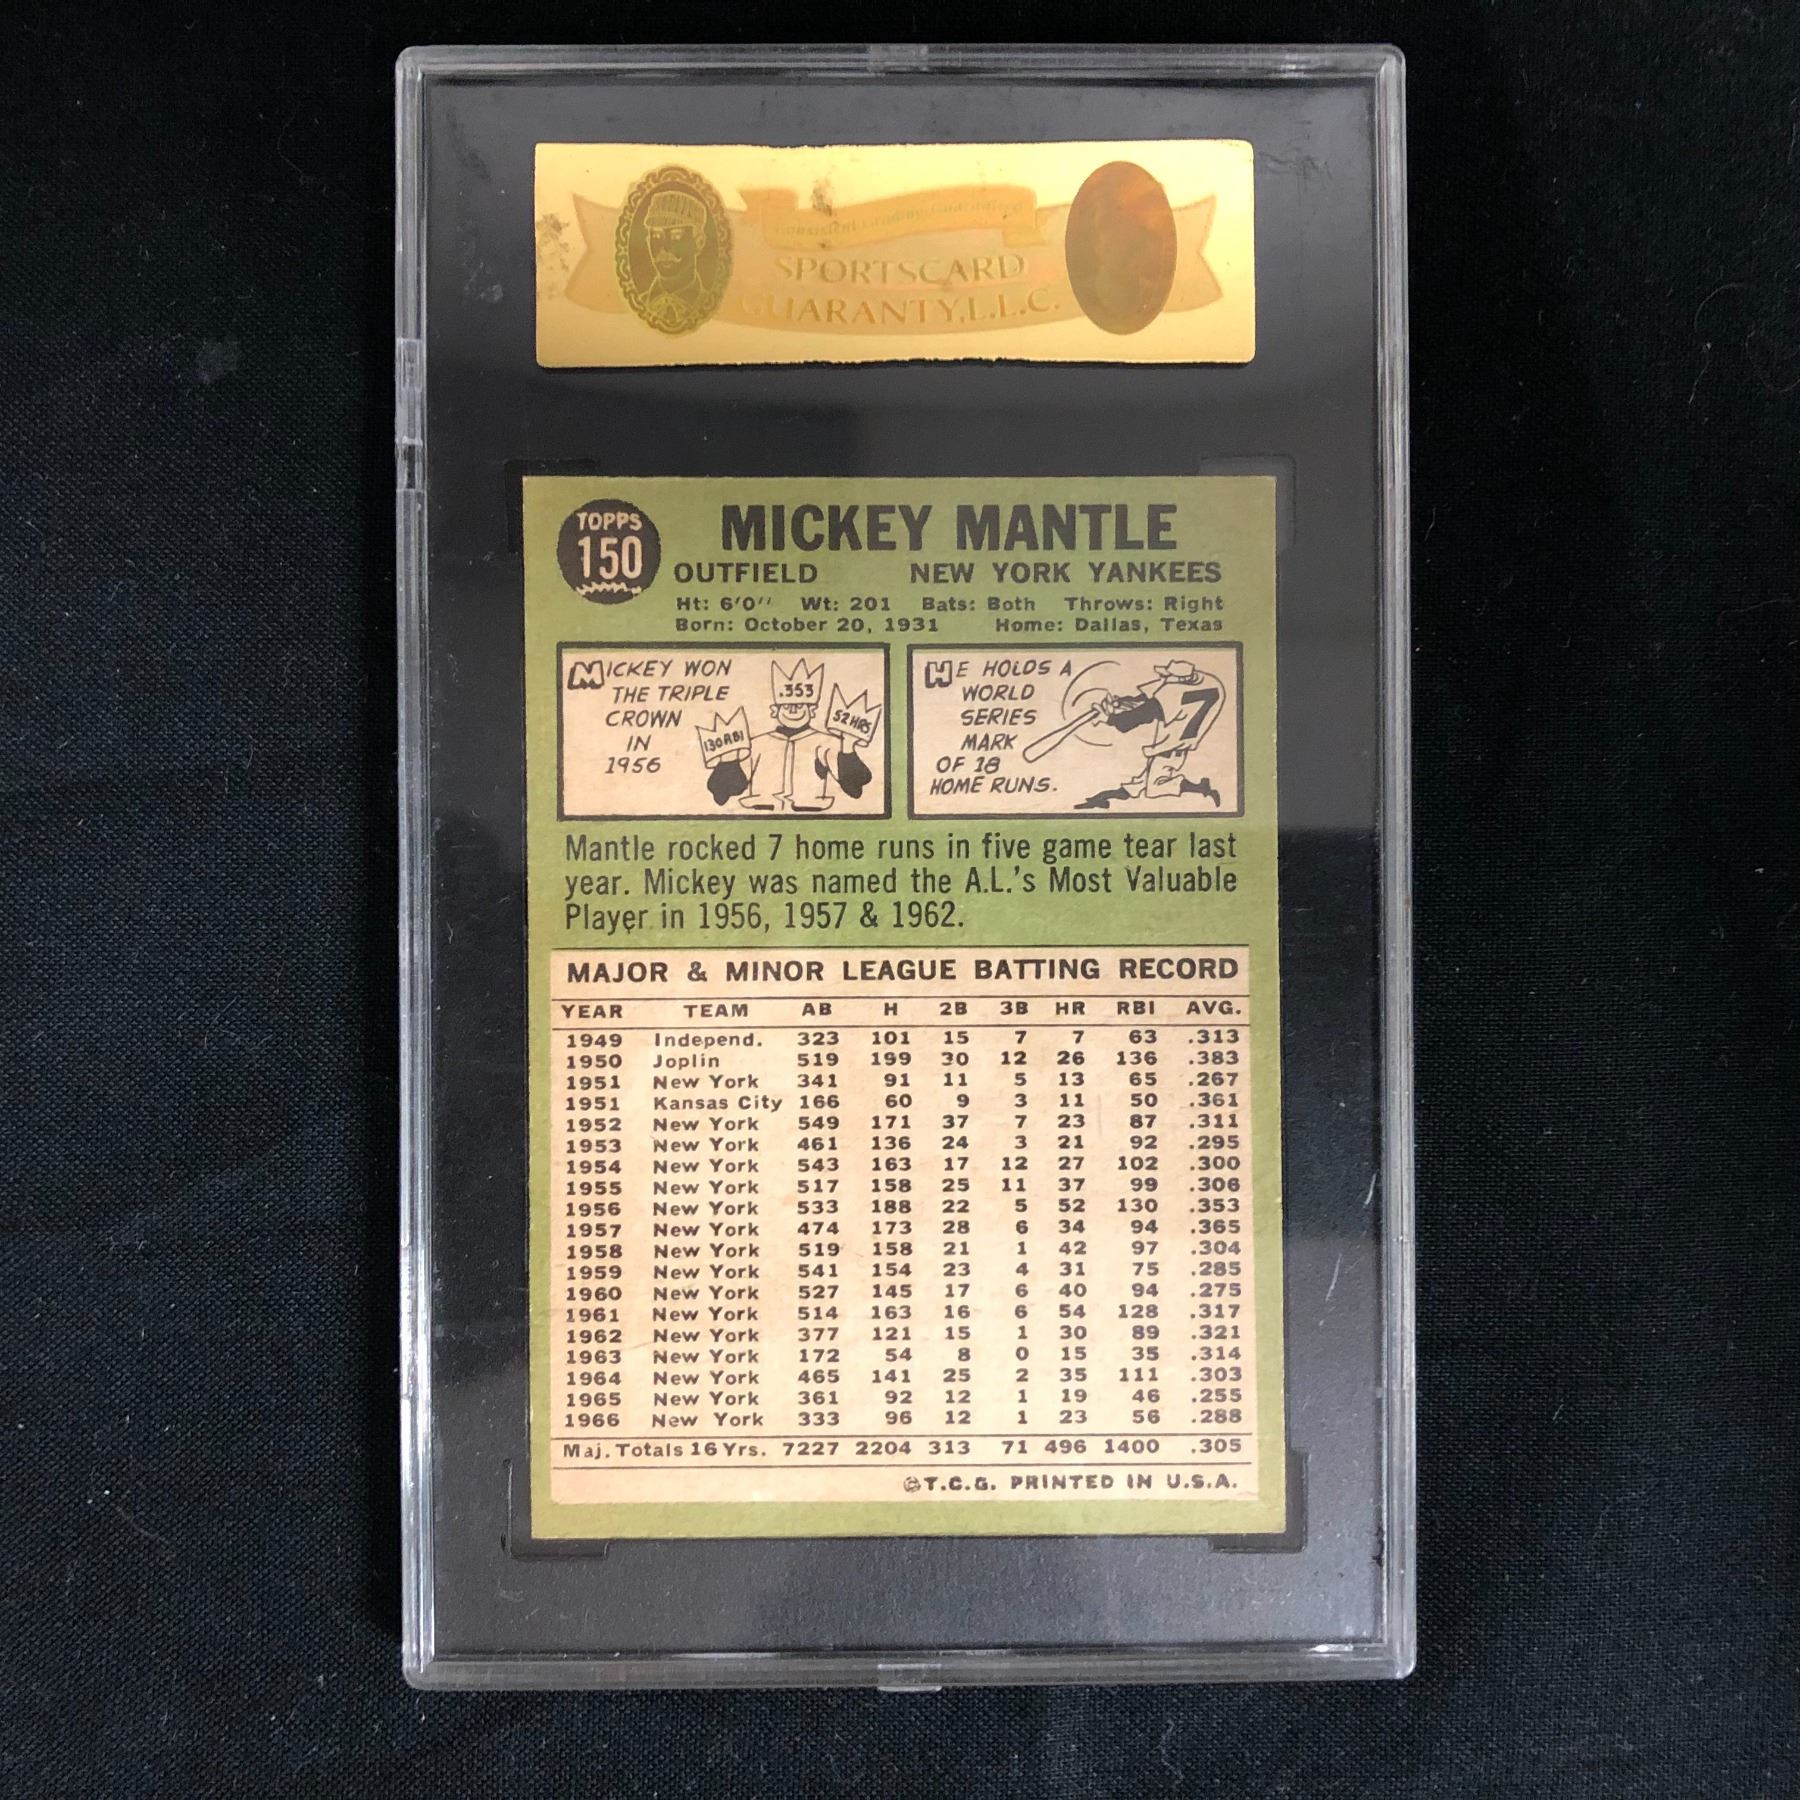 Consistent Grading Guaranteed
SPORTSCARD
GUARANTY, L.L.C.
TOPPS
150
MICKEY MANTLE
OUTFIELD NEW YORK YANKEES
Ht: 6'0" Wt: 201 Bats: Both Throws: Right
Born: October 20, 1931 Home: Dallas, Texas
MICKEY WON
THE TRIPLE
CROWN
IN
1956
130 RBI
.353
52 HRS
HE HOLDS A
WORLD
SERIES
MARK
OF 18
HOME RUNS.
7
Mantle rocked 7 home runs in five game tear last
year. Mickey was named the A.L.'s Most Valuable
Player in 1956, 1957 & 1962.
MAJOR & MINOR LEAGUE BATTING RECORD
YEAR TEAM AB H 2B 3B HR RBI AVG.
1949 Independ. 323 101 15 7 7 63 .313
1950 Joplin 519 199 30 12 26 136 .383
1951 New York 341 91 11 5 13 65 .267
1951 Kansas City 166 60 9 3 11 50 .361
1952 New York 549 171 37 7 23 87 .311
1953 New York 461 136 24 3 21 92 .295
1954 New York 543 163 17 12 27 102 .300
1955 New York 517 158 25 11 37 99 .306
1956 New York 533 188 22 5 52 130 .353
1957 New York 474 173 28 6 34 94 .365
1958 New York 519 158 21 1 42 97 .304
1959 New York 541 154 23 4 31 75 .285
1960 New York 527 145 17 6 40 94 .275
1961 New York 514 163 16 6 54 128 .317
1962 New York 377 121 15 1 30 89 .321
1963 New York 172 54 8 0 15 35 .314
1964 New York 465 141 25 2 35 111 .303
1965 New York 361 92 12 1 19 46 .255
1966 New York 333 96 12 1 23 56 .288
Maj. Totals 16 Yrs. 7227 2204 313 71 496 1400 .305
©T.C.G. PRINTED IN U.S.A.